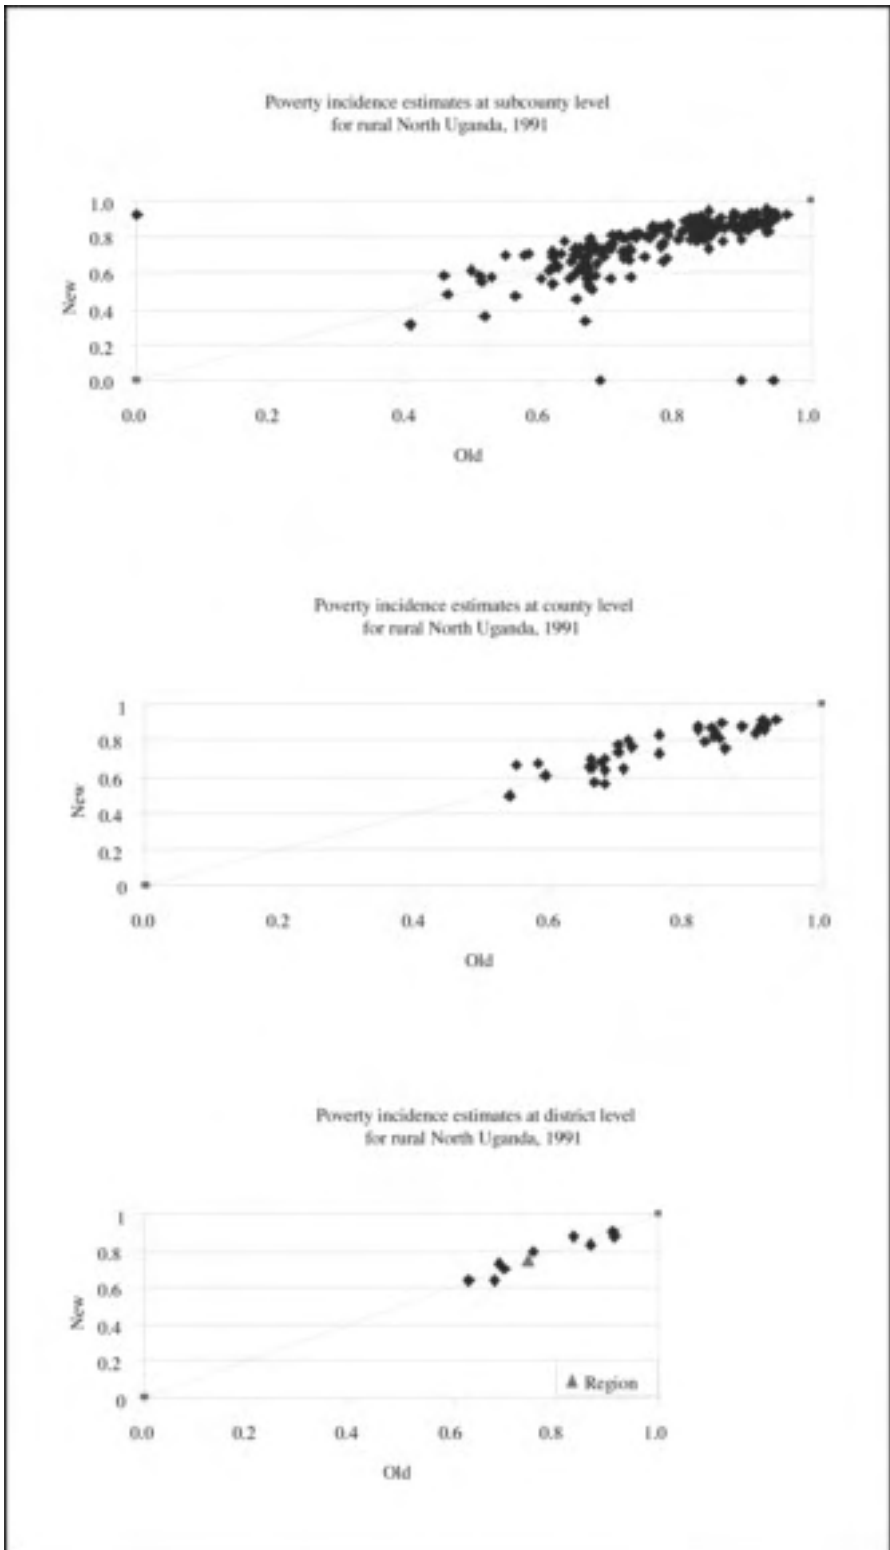 Poverty incidence estimates at subcounty level
for rural North Uganda, 1991
1.0
0.8
0.6
0.4
0.2
0.0
New
0.0 0.2 0.4 0.6 0.8 1.0
Old
Poverty incidence estimates at county level
for rural North Uganda, 1991
1
0.8
0.6
0.4
0.2
0
New
0.0 0.2 0.4 0.6 0.8 1.0
Old
Poverty incidence estimates at district level
for rural North Uganda, 1991
1
0.8
0.6
0.4
0.2
0
New
Region
0.0 0.2 0.4 0.6 0.8 1.0
Old